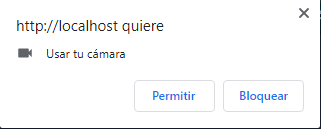 http://localhost quiere
Usar tu cámara
Permitir Bloquear